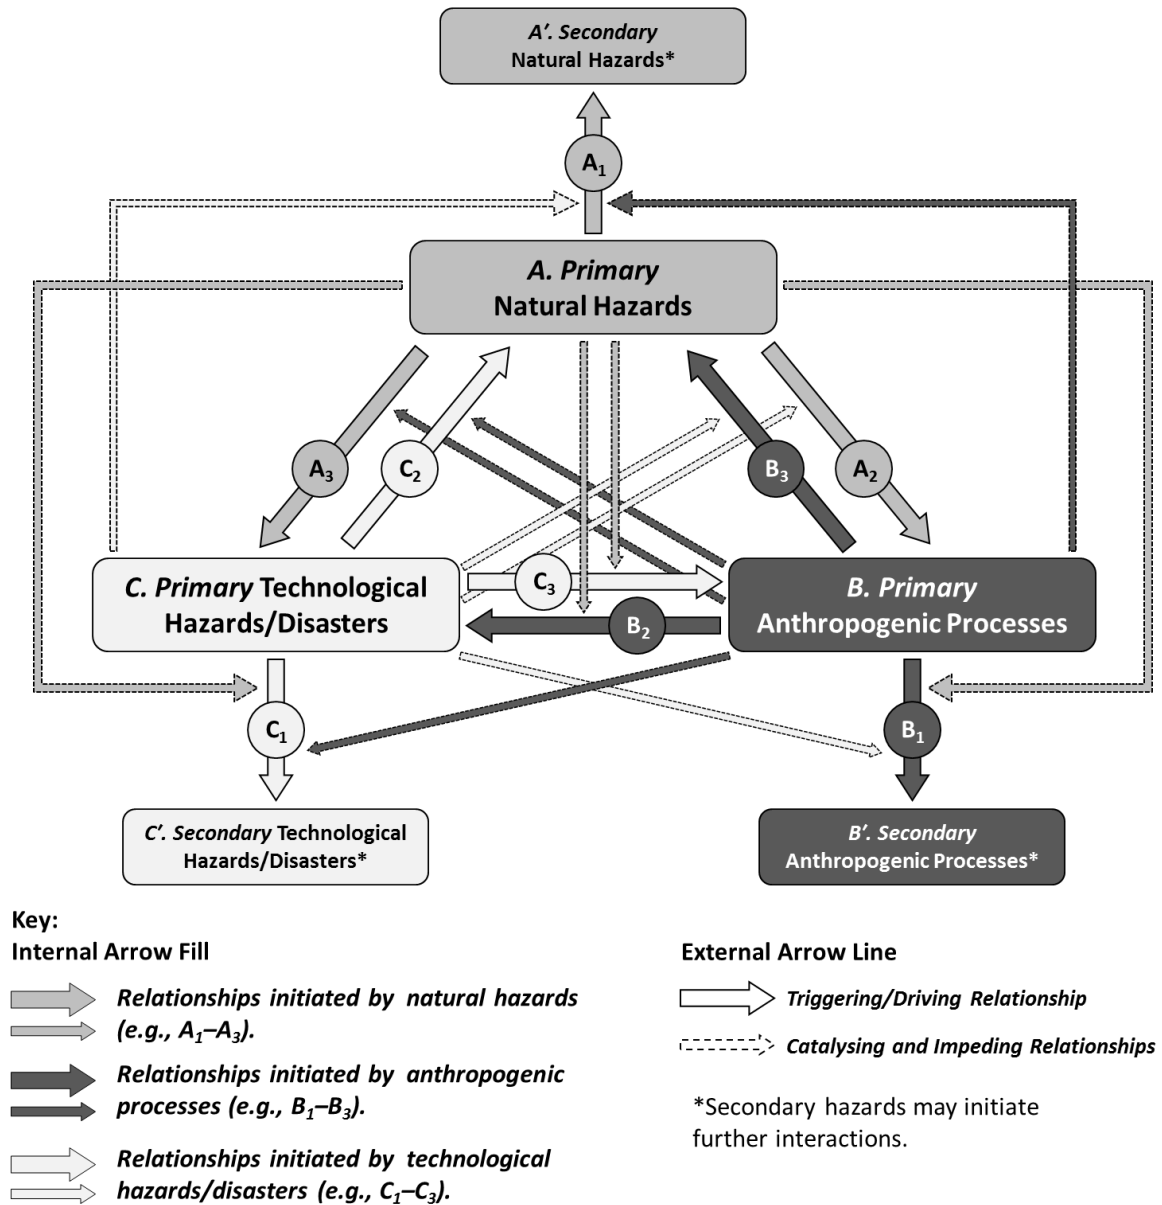 A′. Secondary
Natural Hazards*
A1
A. Primary
Natural Hazards
A3
C2
B3
A2
C. Primary Technological
Hazards/Disasters
C3
B2
B. Primary
Anthropogenic Processes
C1
B1
C′. Secondary Technological
Hazards/Disasters*
B′. Secondary
Anthropogenic Processes*
Key:
Internal Arrow Fill
Relationships initiated by natural hazards
(e.g., A1–A3).
Relationships initiated by anthropogenic
processes (e.g., B1–B3).
Relationships initiated by technological
hazards/disasters (e.g., C1–C3).
External Arrow Line
Triggering/Driving Relationship
Catalysing and Impeding Relationships
*Secondary hazards may initiate
further interactions.